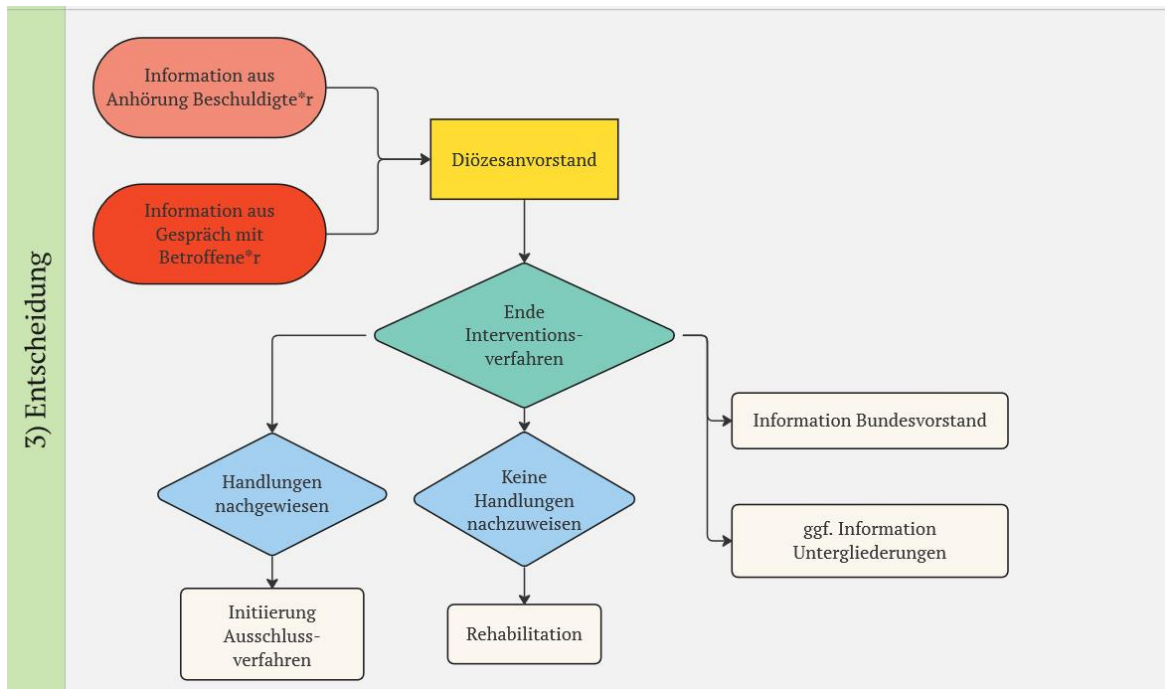 3) Entscheidung
Information aus
Anhörung Beschuldigte*r
Information aus
Gespräch mit
Betroffene*r
Diözesanvorstand
Ende
Interventions-
verfahren
Handlungen
nachgewiesen
Keine
Handlungen
nachzuweisen
Information Bundesvorstand
ggf. Information
Untergliederungen
Initiierung
Ausschluss-
verfahren
Rehabilitation